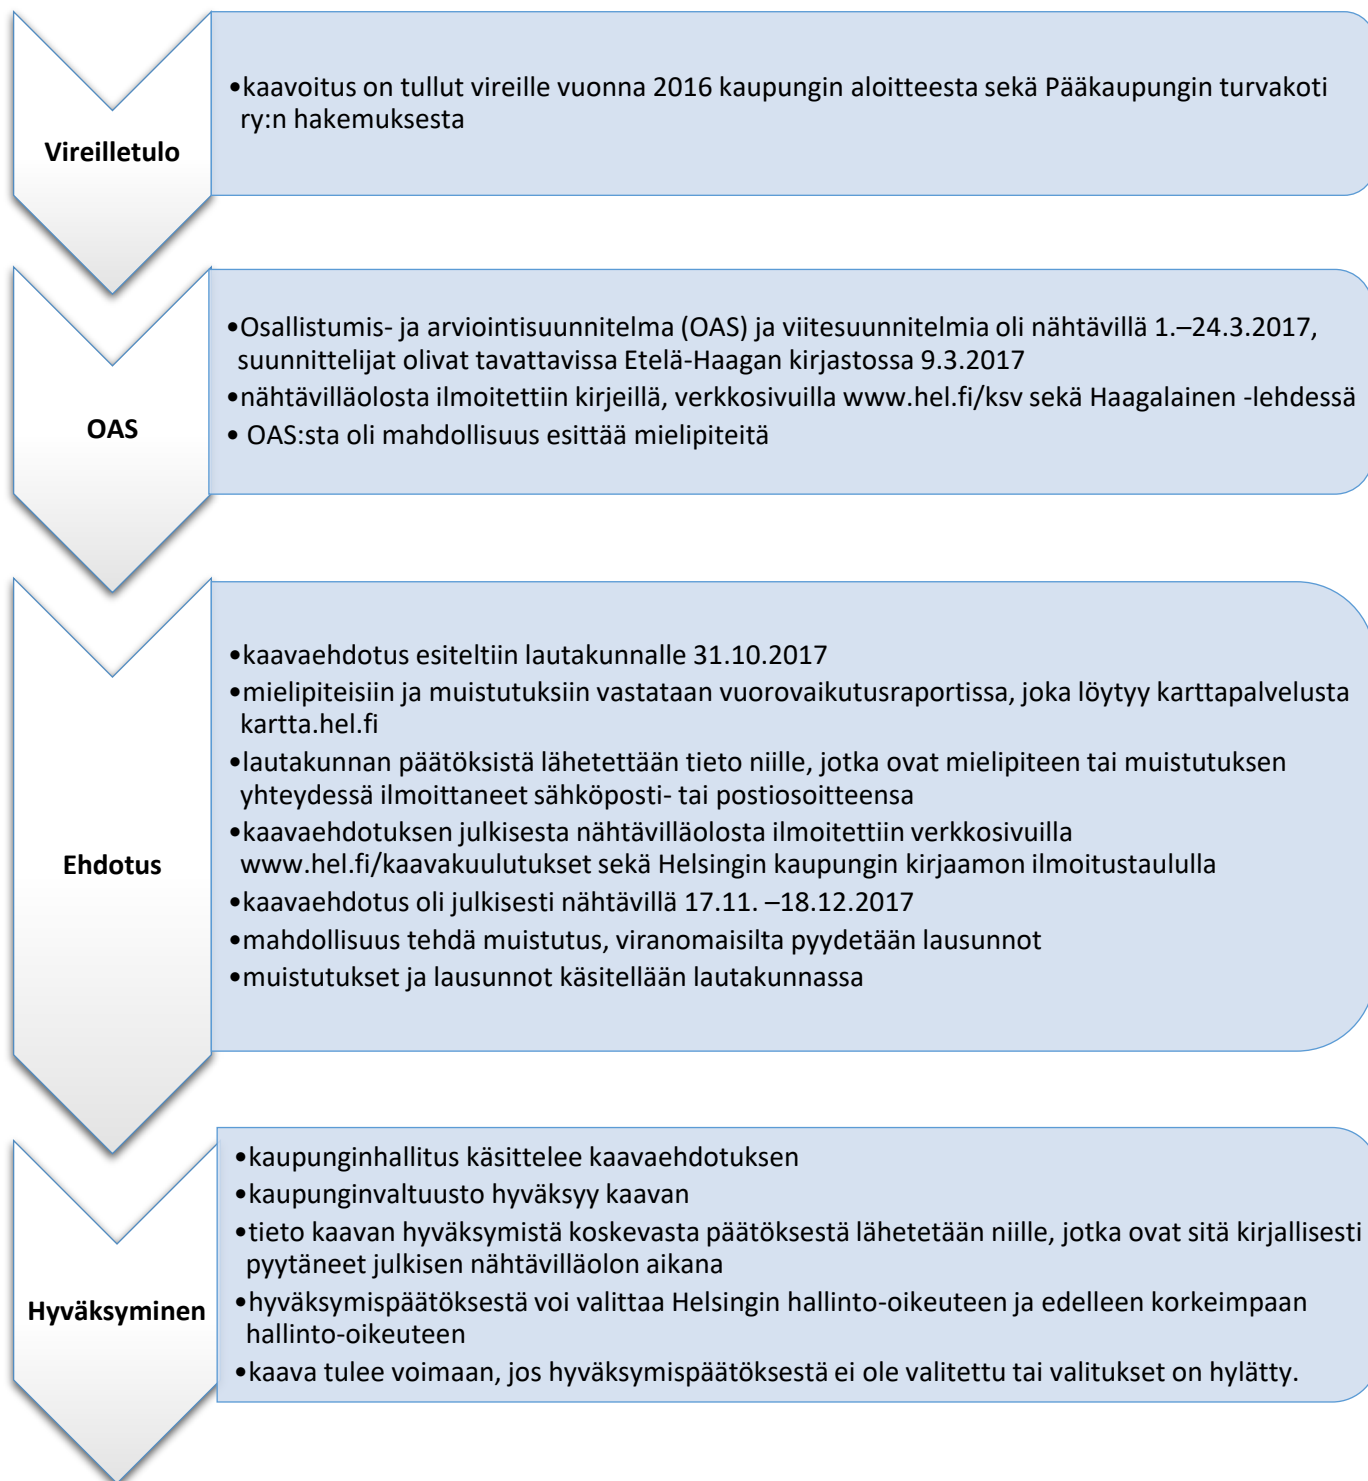 Vireilletulo
•kaavoitus on tullut vireille vuonna 2016 kaupungin aloitteesta sekä Pääkaupungin turvakoti
ry:n hakemuksesta
OAS
•Osallistumis- ja arviointisuunnitelma (OAS) ja viitesuunnitelmia oli nähtävillä 1.–24.3.2017,
suunnittelijat olivat tavattavissa Etelä-Haagan kirjastossa 9.3.2017
•nähtävilläolosta ilmoitettiin kirjeillä, verkkosivuilla www.hel.fi/ksv sekä Haagalainen -lehdessä
• OAS:sta oli mahdollisuus esittää mielipiteitä
Ehdotus
•kaavaehdotus esiteltiin lautakunnalle 31.10.2017
•mielipiteisiin ja muistutuksiin vastataan vuorovaikutusraportissa, joka löytyy karttapalvelusta
kartta.hel.fi
•lautakunnan päätöksistä lähetettään tieto niille, jotka ovat mielipiteen tai muistutuksen
yhteydessä ilmoittaneet sähköposti- tai postiosoitteensa
•kaavaehdotuksen julkisesta nähtävilläolosta ilmoitettiin verkkosivuilla
www.hel.fi/kaavakuulutukset sekä Helsingin kaupungin kirjaamon ilmoitustaululla
•kaavaehdotus oli julkisesti nähtävillä 17.11. –18.12.2017
•mahdollisuus tehdä muistutus, viranomaisilta pyydetään lausunnot
•muistutukset ja lausunnot käsitellään lautakunnassa
Hyväksyminen
•kaupunginhallitus käsittelee kaavaehdotuksen
•kaupunginvaltuusto hyväksyy kaavan
•tieto kaavan hyväksymistä koskevasta päätöksestä lähetetään niille, jotka ovat sitä kirjallisesti
pyytäneet julkisen nähtävilläolon aikana
•hyväksymispäätöksestä voi valittaa Helsingin hallinto-oikeuteen ja edelleen korkeimpaan
hallinto-oikeuteen
•kaava tulee voimaan, jos hyväksymispäätöksestä ei ole valitettu tai valitukset on hylätty.